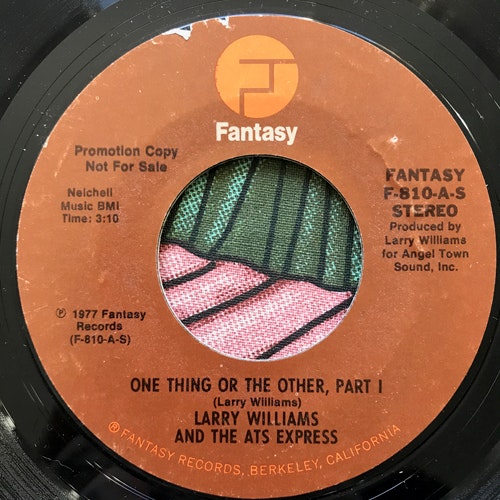 Fantasy
Promotion Copy
Not For Sale
Nelchell
Music BMI
Time: 3:10
FANTASY
F-810-A-S
STEREO
Produced by
Larry Williams
for Angel Town
Sound, Inc.
℗ 1977 Fantasy
Records
(F-810-A-S)
ONE THING OR THE OTHER, PART I
(Larry Williams)
LARRY WILLIAMS
AND THE ATS EXPRESS
® FANTASY RECORDS, BERKELEY, CALIFORNIA